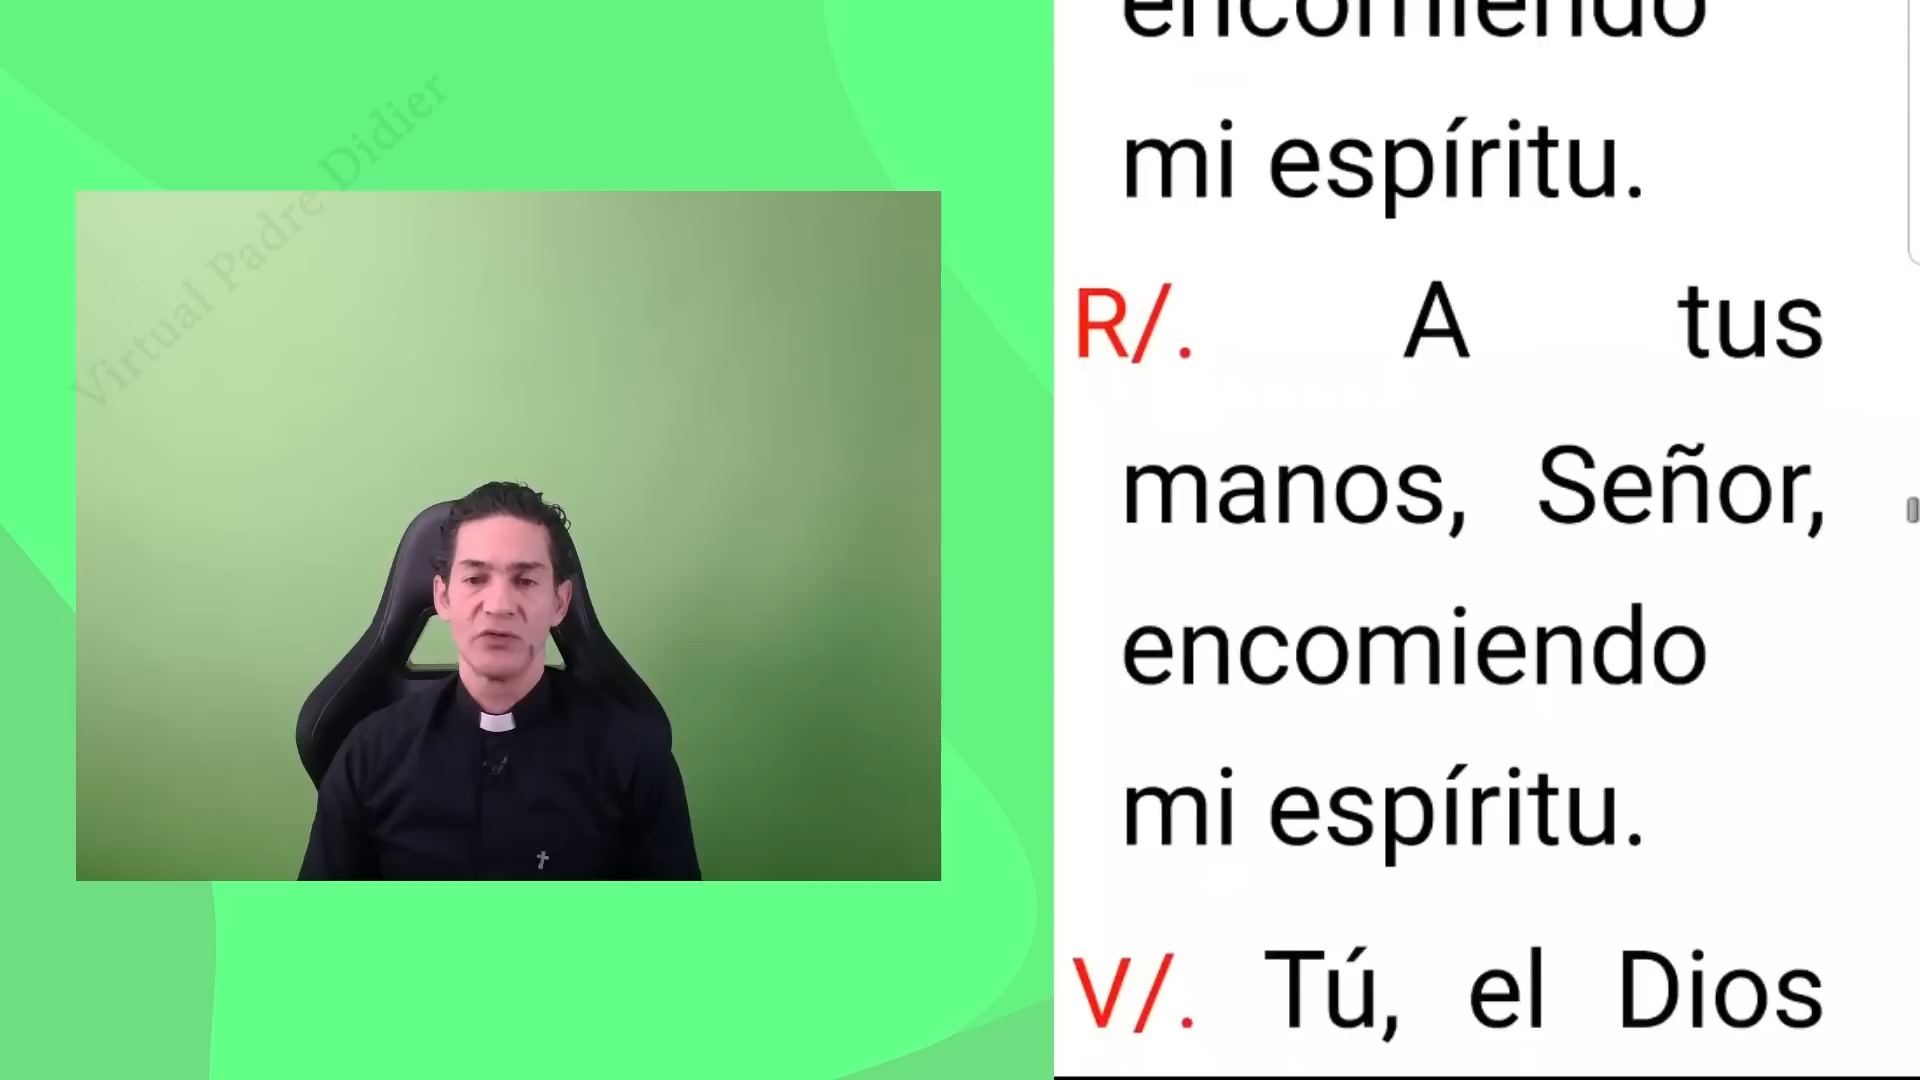 Virtual Padre Didier
encomiendo
mi espíritu.
R/. A tus
manos, Señor,
encomiendo
mi espíritu.
V/. Tú, el Dios